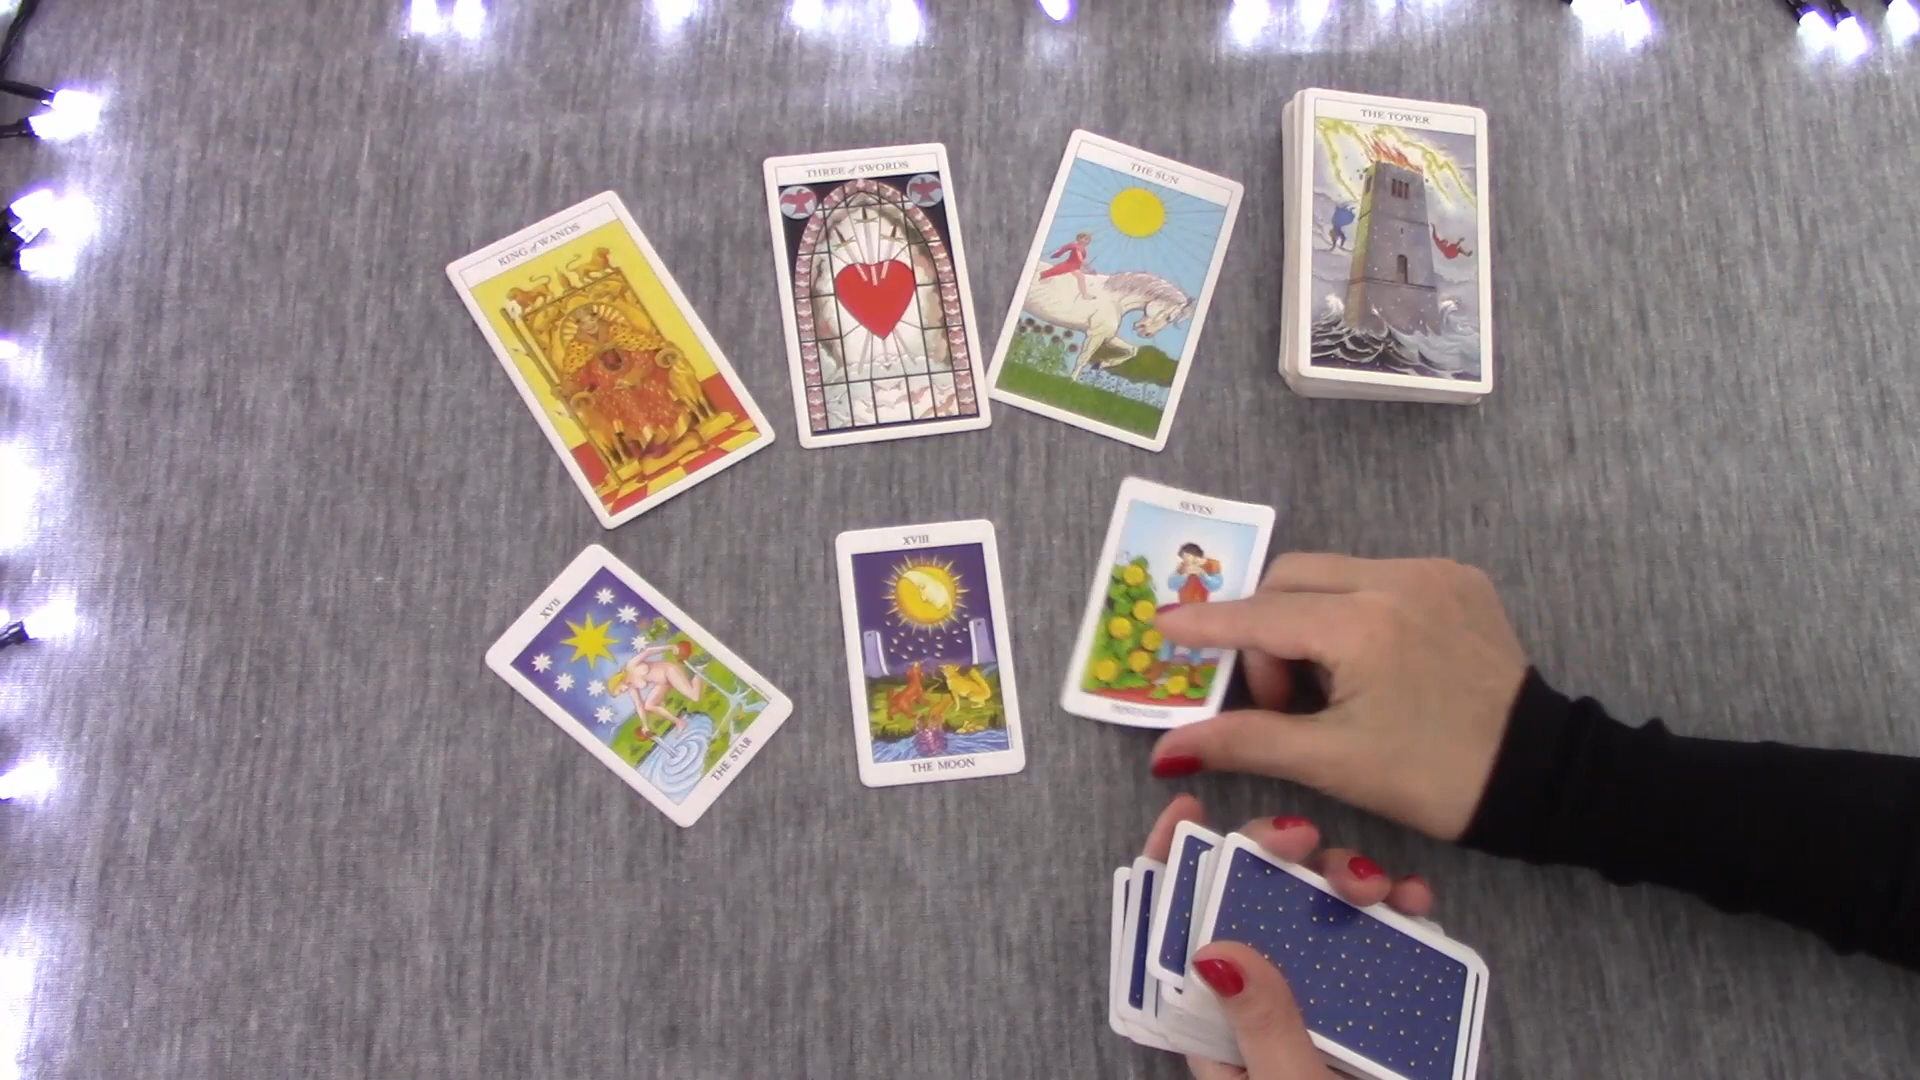 KING of WANDS
THREE of SWORDS
THE SUN
THE TOWER
XVII
THE STAR
XVIII
THE MOON
SEVEN